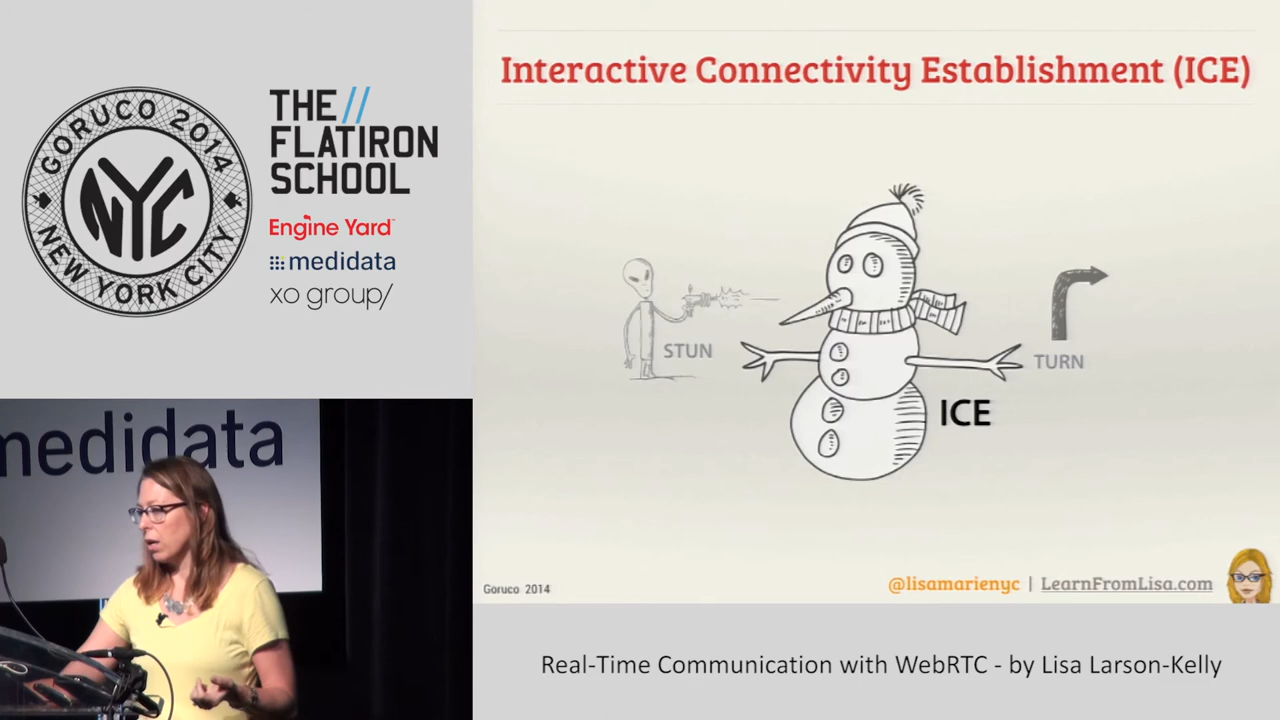 GORUCO 2014
NYC
NEW YORK CITY
THE //
FLATIRON
SCHOOL
Engine Yard™
medidata
xo group/
medidata
Interactive Connectivity Establishment (ICE)
STUN
TURN
ICE
Goruco 2014
@lisamarienyc | LearnFromLisa.com
Real-Time Communication with WebRTC - by Lisa Larson-Kelly